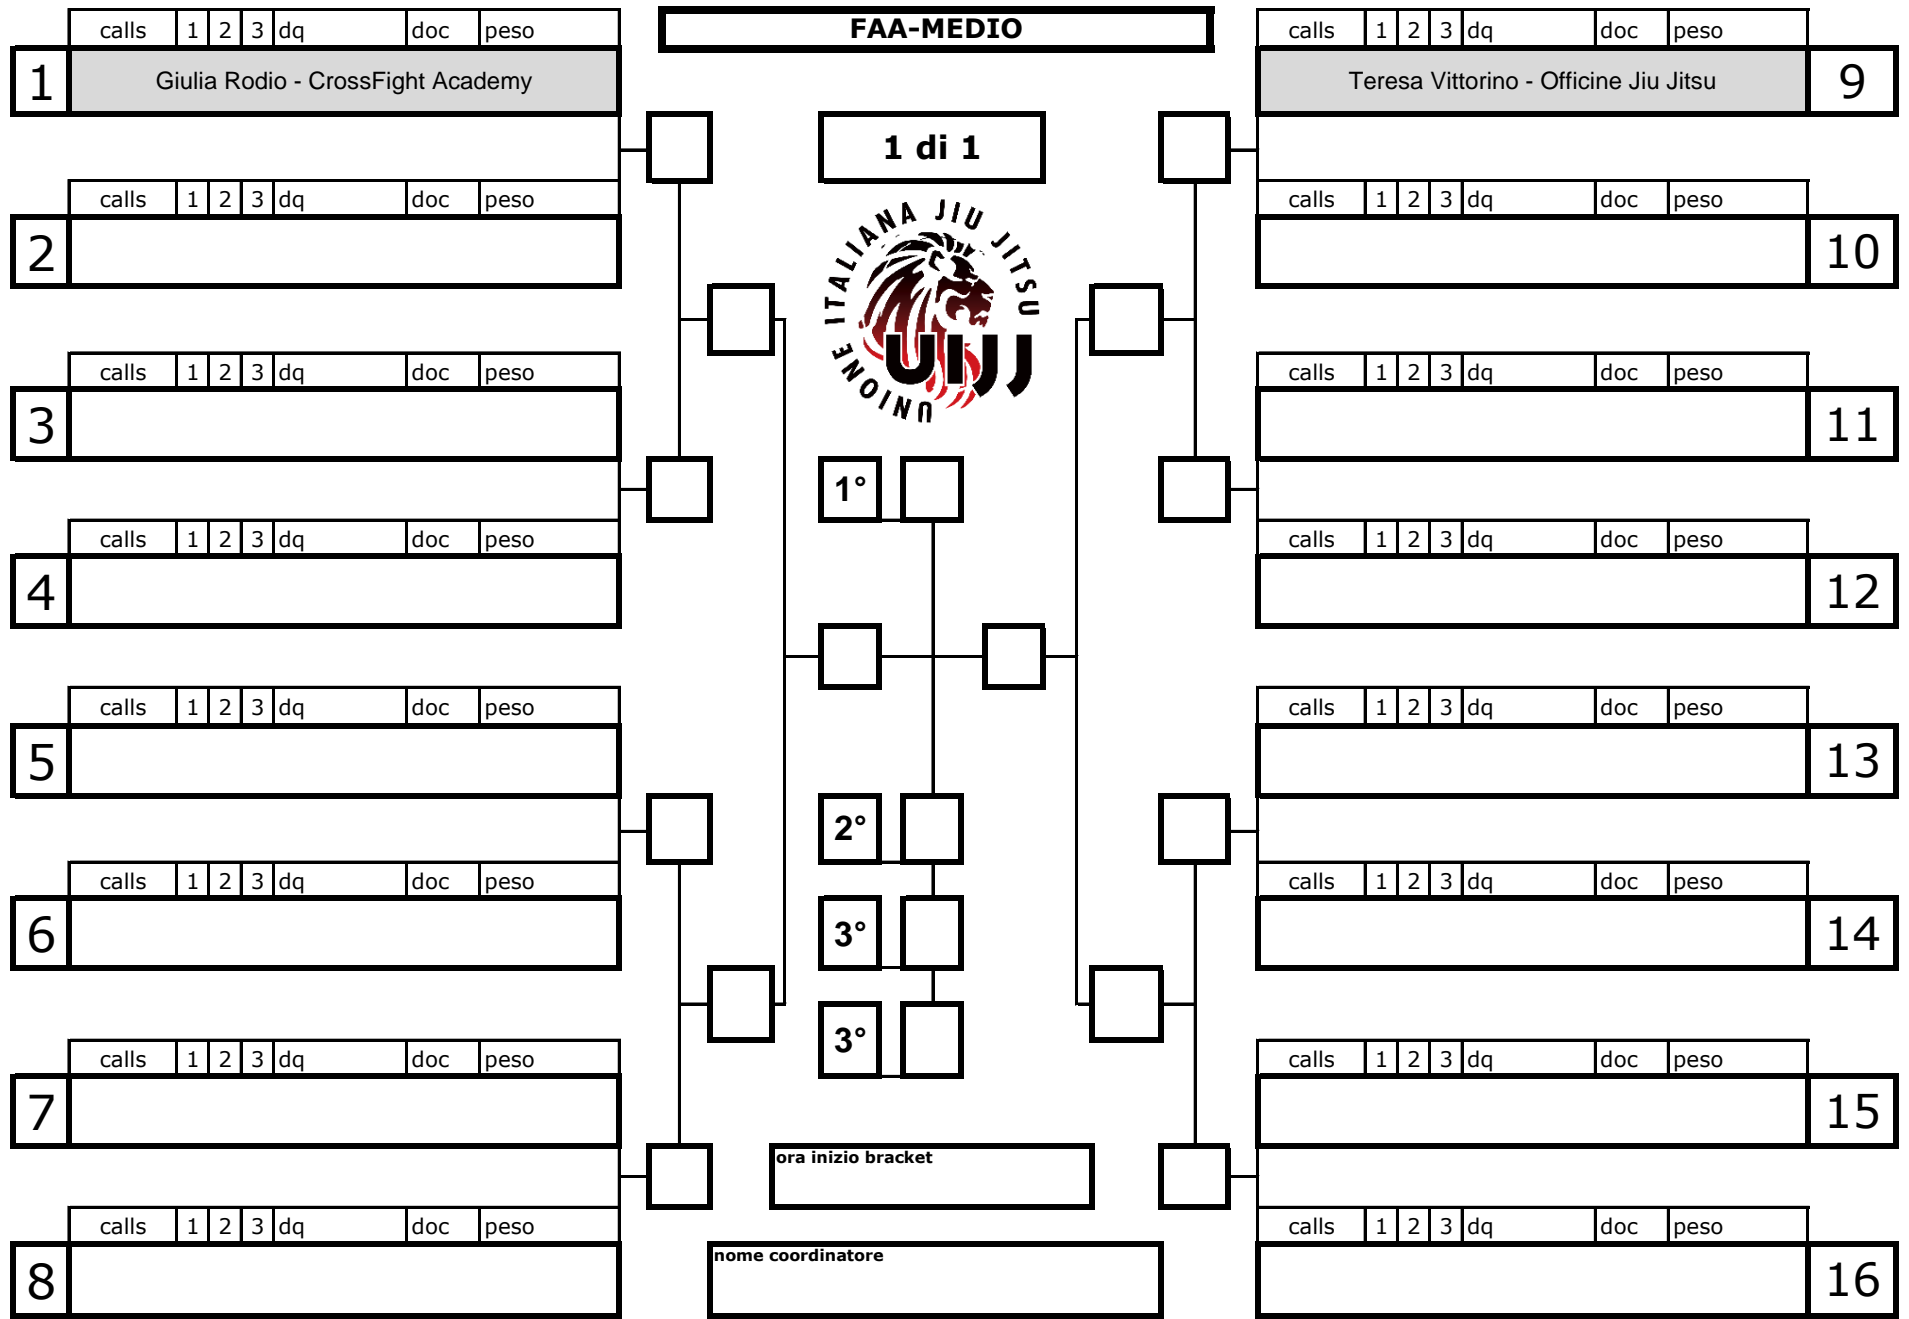 FAA-MEDIO
1 di 1
UNIONE ITALIANA JIU JITSU
UIJJ
calls 1 2 3 dq doc peso
1 Giulia Rodio - CrossFight Academy
calls 1 2 3 dq doc peso
2
calls 1 2 3 dq doc peso
3
calls 1 2 3 dq doc peso
4
calls 1 2 3 dq doc peso
5
calls 1 2 3 dq doc peso
6
calls 1 2 3 dq doc peso
7
calls 1 2 3 dq doc peso
8
1°
2°
3°
3°
ora inizio bracket
nome coordinatore
calls 1 2 3 dq doc peso
Teresa Vittorino - Officine Jiu Jitsu 9
calls 1 2 3 dq doc peso
10
calls 1 2 3 dq doc peso
11
calls 1 2 3 dq doc peso
12
calls 1 2 3 dq doc peso
13
calls 1 2 3 dq doc peso
14
calls 1 2 3 dq doc peso
15
calls 1 2 3 dq doc peso
16